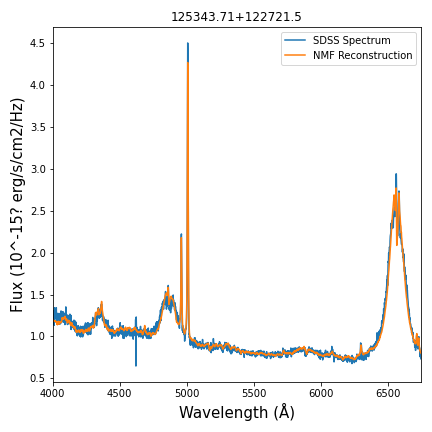 125343.71+122721.5
SDSS Spectrum
NMF Reconstruction
Flux (10^-15? erg/s/cm2/Hz)
4.5
4.0
3.5
3.0
2.5
2.0
1.5
1.0
0.5
4000 4500 5000 5500 6000 6500
Wavelength (Å)